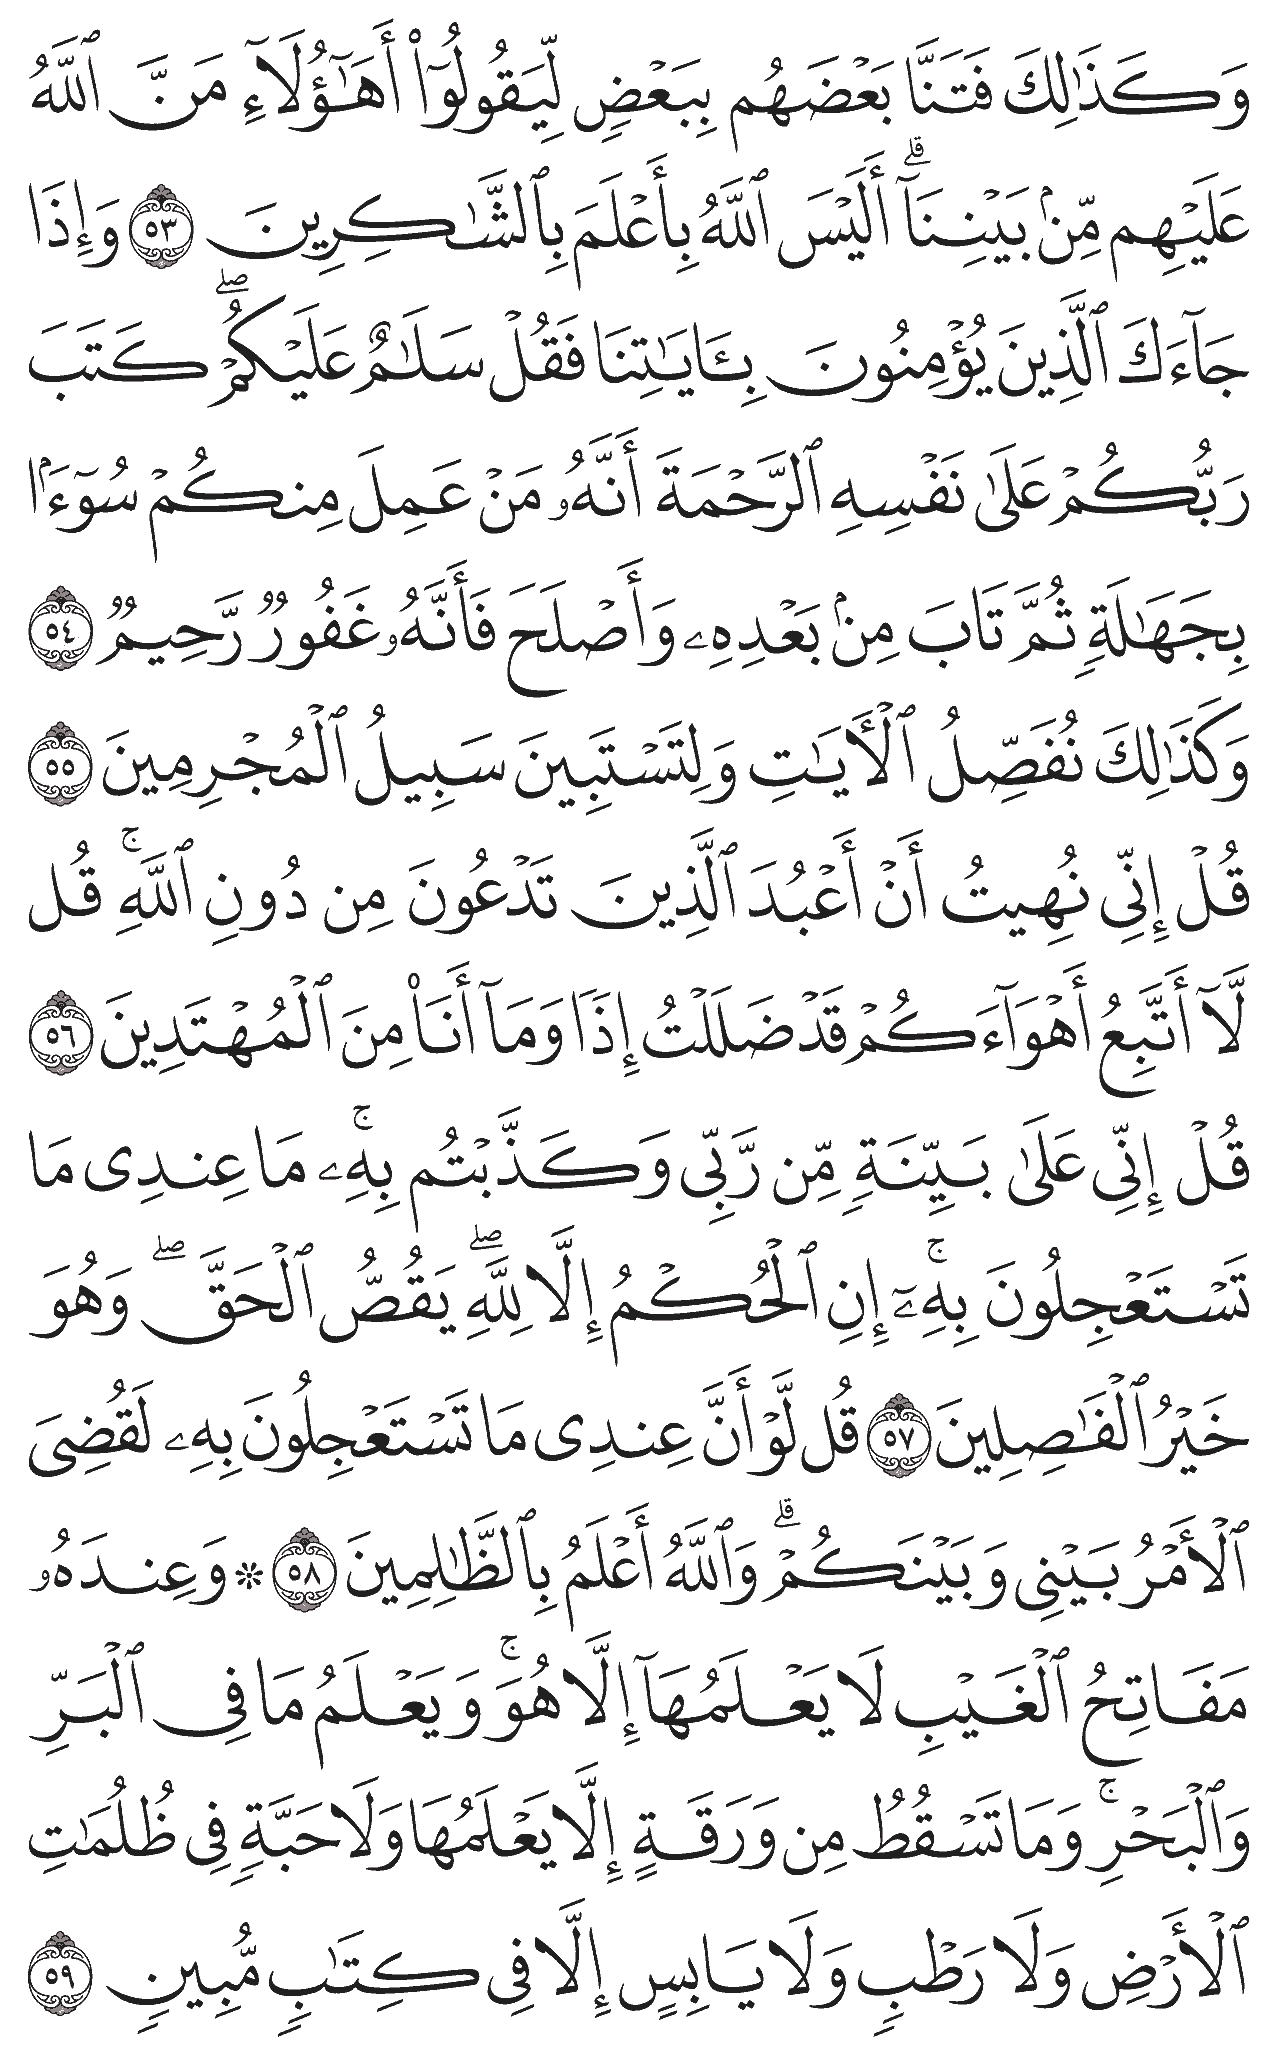 وَكَذَٰلِكَ فَتَنَّا بَعۡضَهُم بِبَعۡضٖ لِّيَقُولُوٓاْ أَهَٰٓؤُلَآءِ مَنَّ ٱللَّهُ
عَلَيۡهِم مِّنۢ بَيۡنِنَآۗ أَلَيۡسَ ٱللَّهُ بِأَعۡلَمَ بِٱلشَّٰكِرِينَ ٥٣ وَإِذَا
جَآءَكَ ٱلَّذِينَ يُؤۡمِنُونَ بِـَٔايَٰتِنَا فَقُلۡ سَلَٰمٌ عَلَيۡكُمۡۖ كَتَبَ
رَبُّكُمۡ عَلَىٰ نَفۡسِهِ ٱلرَّحۡمَةَ أَنَّهُۥ مَنۡ عَمِلَ مِنكُمۡ سُوٓءَۢا
بِجَهَٰلَةٖ ثُمَّ تَابَ مِنۢ بَعۡدِهِۦ وَأَصۡلَحَ فَأَنَّهُۥ غَفُورٞ رَّحِيمٞ ٥٤
وَكَذَٰلِكَ نُفَصِّلُ ٱلۡأٓيَٰتِ وَلِتَسۡتَبِينَ سَبِيلُ ٱلۡمُجۡرِمِينَ ٥٥
قُلۡ إِنِّي نُهِيتُ أَنۡ أَعۡبُدَ ٱلَّذِينَ تَدۡعُونَ مِن دُونِ ٱللَّهِۚ قُل
لَّآ أَتَّبِعُ أَهۡوَآءَكُمۡ قَدۡ ضَلَلۡتُ إِذٗا وَمَآ أَنَا۠ مِنَ ٱلۡمُهۡتَدِينَ ٥٦
قُلۡ إِنِّي عَلَىٰ بَيِّنَةٖ مِّن رَّبِّي وَكَذَّبۡتُم بِهِۦۚ مَا عِندِي مَا
تَسۡتَعۡجِلُونَ بِهِۦٓۚ إِنِ ٱلۡحُكۡمُ إِلَّا لِلَّهِۖ يَقُصُّ ٱلۡحَقَّۖ وَهُوَ
خَيۡرُ ٱلۡفَٰصِلِينَ ٥٧ قُل لَّوۡ أَنَّ عِندِي مَا تَسۡتَعۡجِلُونَ بِهِۦ لَقُضِيَ
ٱلۡأَمۡرُ بَيۡنِي وَبَيۡنَكُمۡۗ وَٱللَّهُ أَعۡلَمُ بِٱلظَّٰلِمِينَ ٥٨ ۞ وَعِندَهُۥ
مَفَاتِحُ ٱلۡغَيۡبِ لَا يَعۡلَمُهَآ إِلَّا هُوَۚ وَيَعۡلَمُ مَا فِي ٱلۡبَرِّ
وَٱلۡبَحۡرِۚ وَمَا تَسۡقُطُ مِن وَرَقَةٍ إِلَّا يَعۡلَمُهَا وَلَا حَبَّةٖ فِي ظُلُمَٰتِ
ٱلۡأَرۡضِ وَلَا رَطۡبٖ وَلَا يَابِسٍ إِلَّا فِي كِتَٰبٖ مُّبِينٖ ٥٩